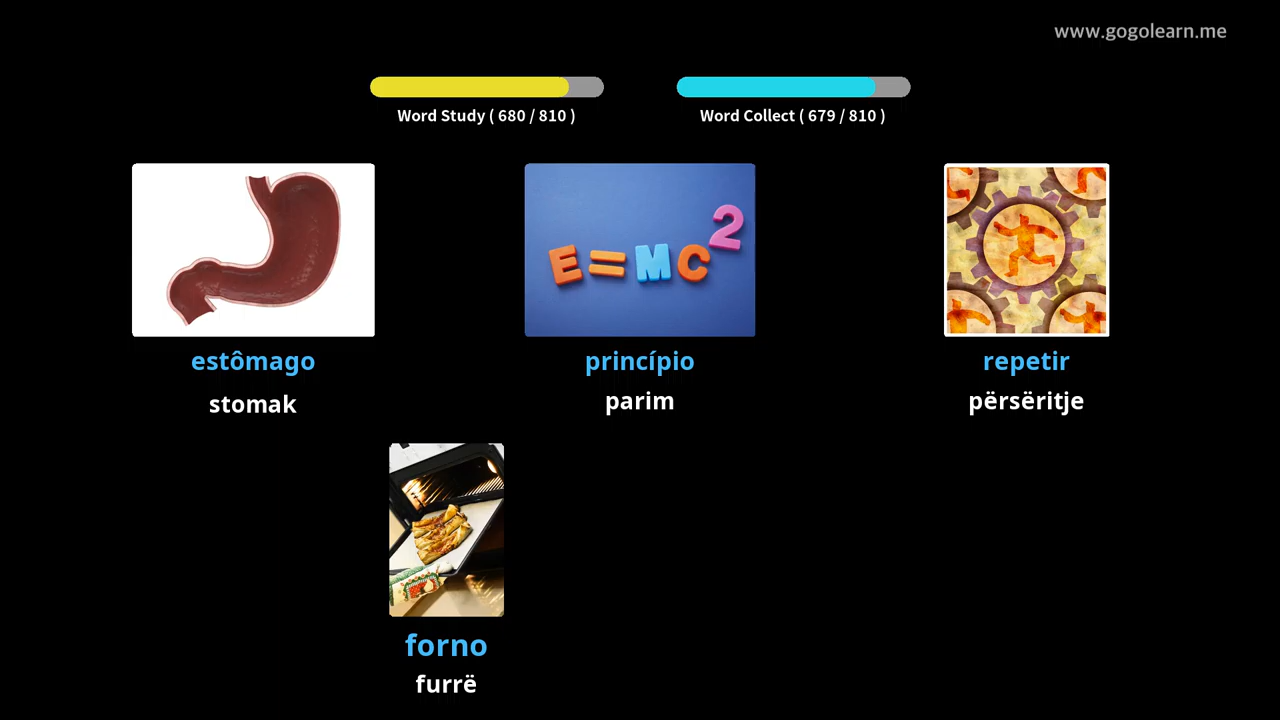 www.gogolearn.me
Word Study ( 680 / 810 )
Word Collect ( 679 / 810 )
E=MC2
estômago
princípio
repetir
stomak
parim
përsëritje
forno
furrë